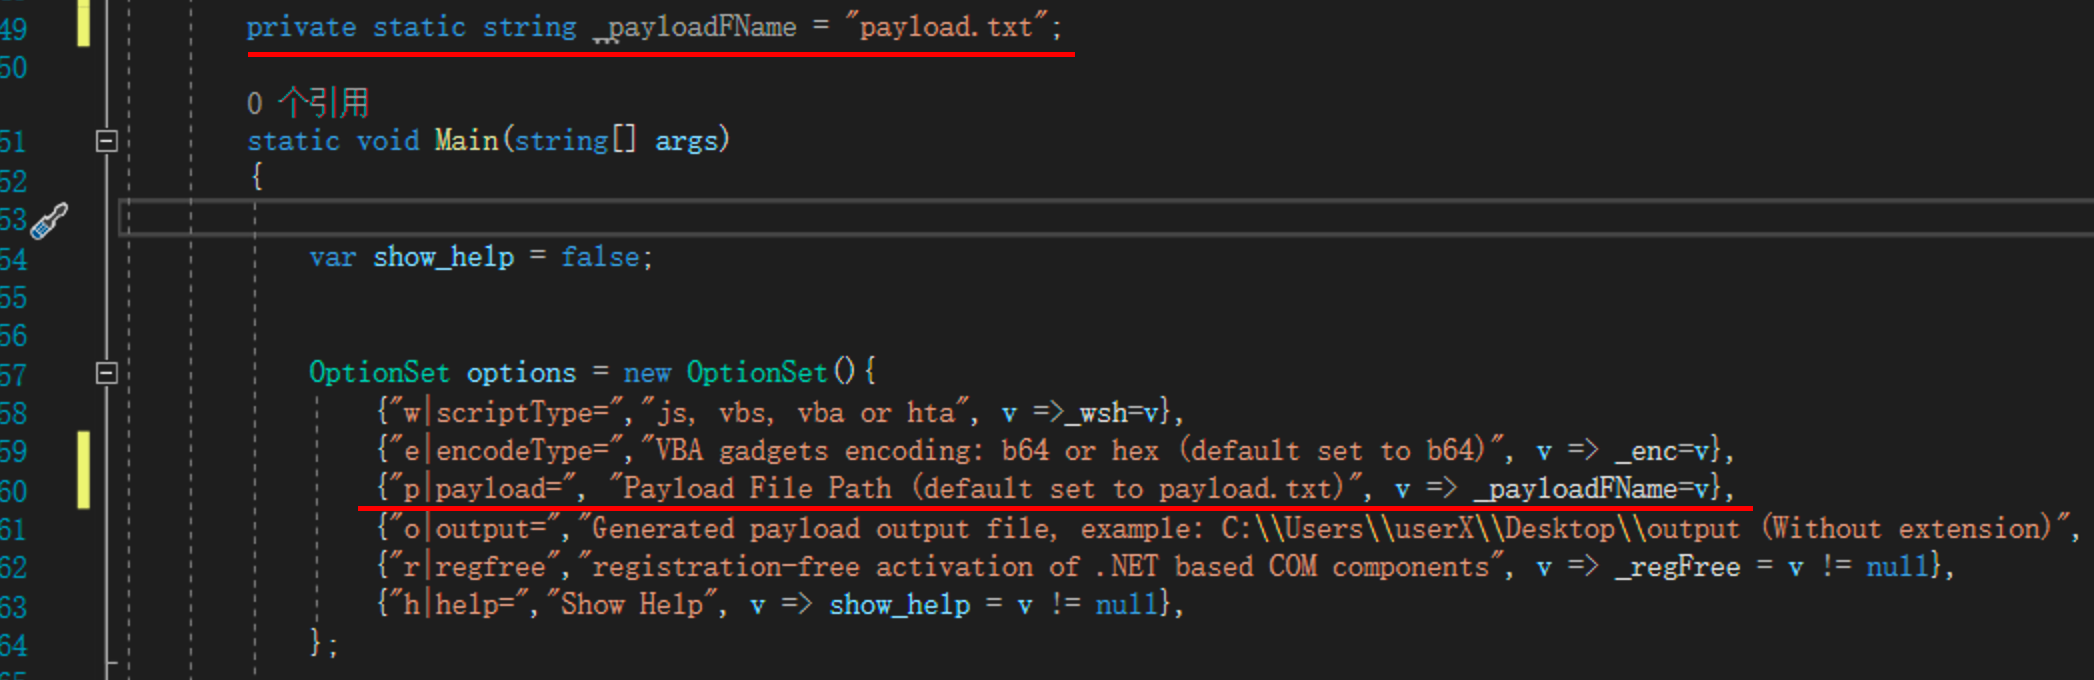 49 private static string _payloadFName = "payload.txt";
50
0 个引用
51 static void Main(string[] args)
52 {
53
54 var show_help = false;
55
56
57 OptionSet options = new OptionSet(){
58 {"w|scriptType=","js, vbs, vba or hta", v =>_wsh=v},
59 {"e|encodeType=","VBA gadgets encoding: b64 or hex (default set to b64)", v => _enc=v},
60 {"p|payload=", "Payload File Path (default set to payload.txt)", v => _payloadFName=v},
61 {"o|output=","Generated payload output file, example: C:\\Users\\userX\\Desktop\\output (Without extension)",
62 {"r|regfree","registration-free activation of .NET based COM components", v => _regFree = v != null},
63 {"h|help=","Show Help", v => show_help = v != null},
64 };